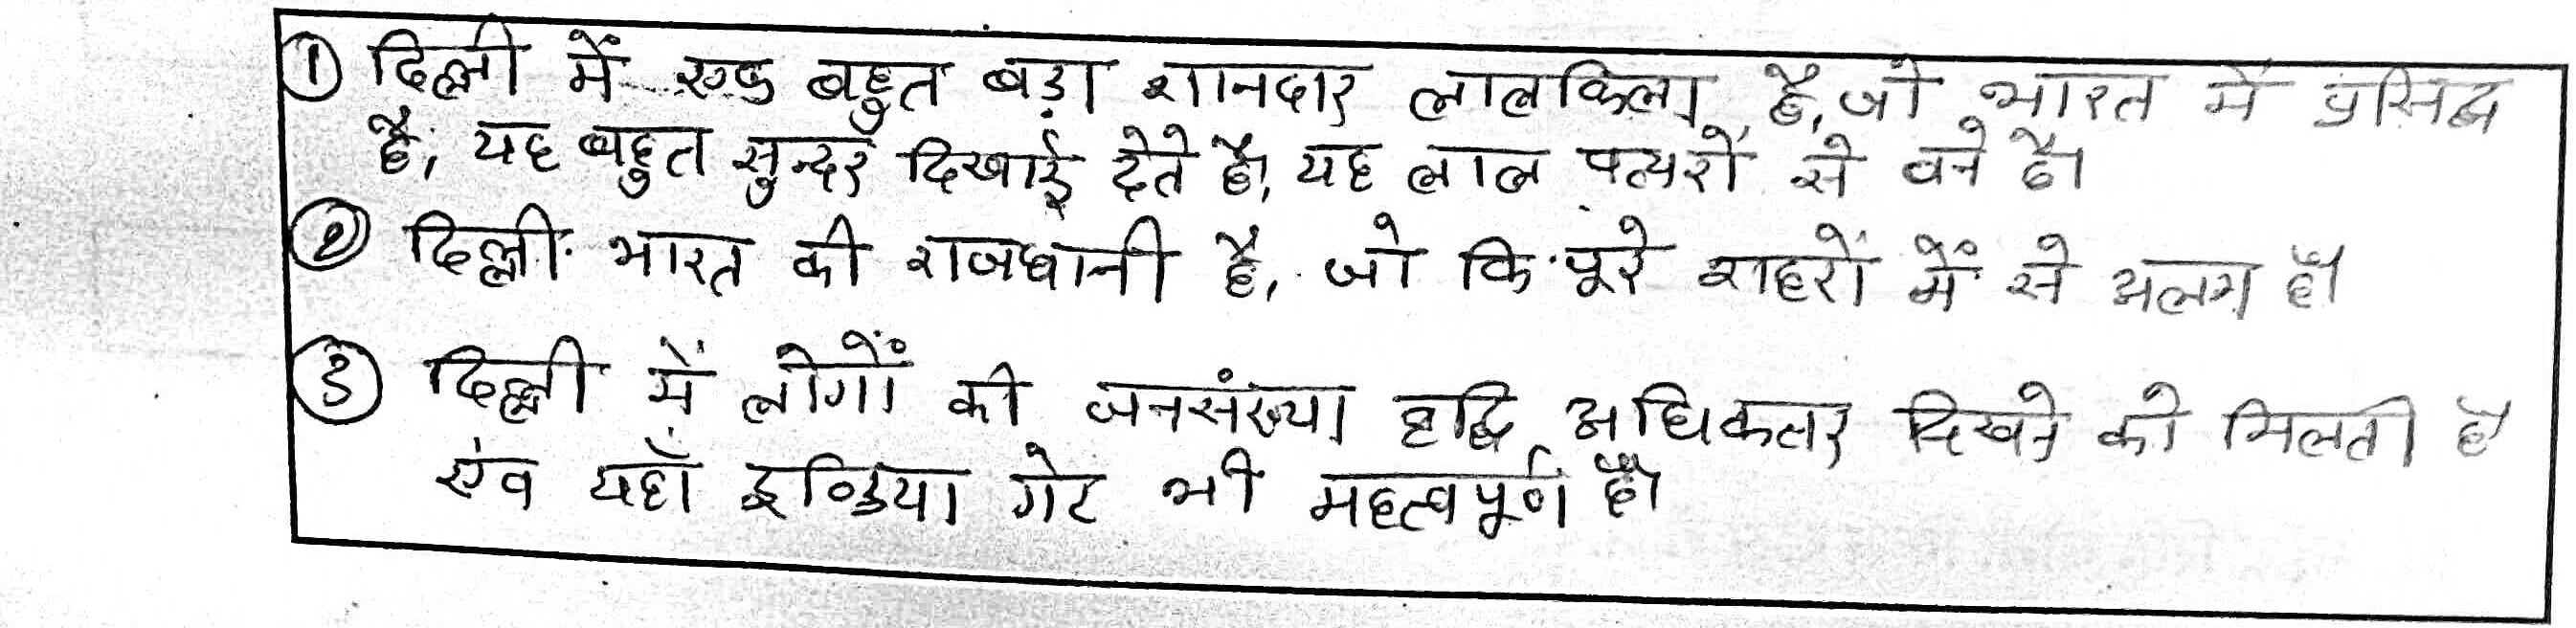 ① दिल्ली में एक बहुत बड़ा शानदार लालकिला है, जो भारत में प्रसिद्ध
है, यह बहुत सुन्दर दिखाई देते है, यह लाल पत्थरों से बने है।
② दिल्ली भारत की राजधानी है, जो कि पूरे शहरों में से अलग है।
③ दिल्ली में लोगों की जनसंख्या वृद्धि अधिकतर दिखने को मिलती है
एंव यहाँ इण्डिया गेट भी महत्वपूर्ण है।